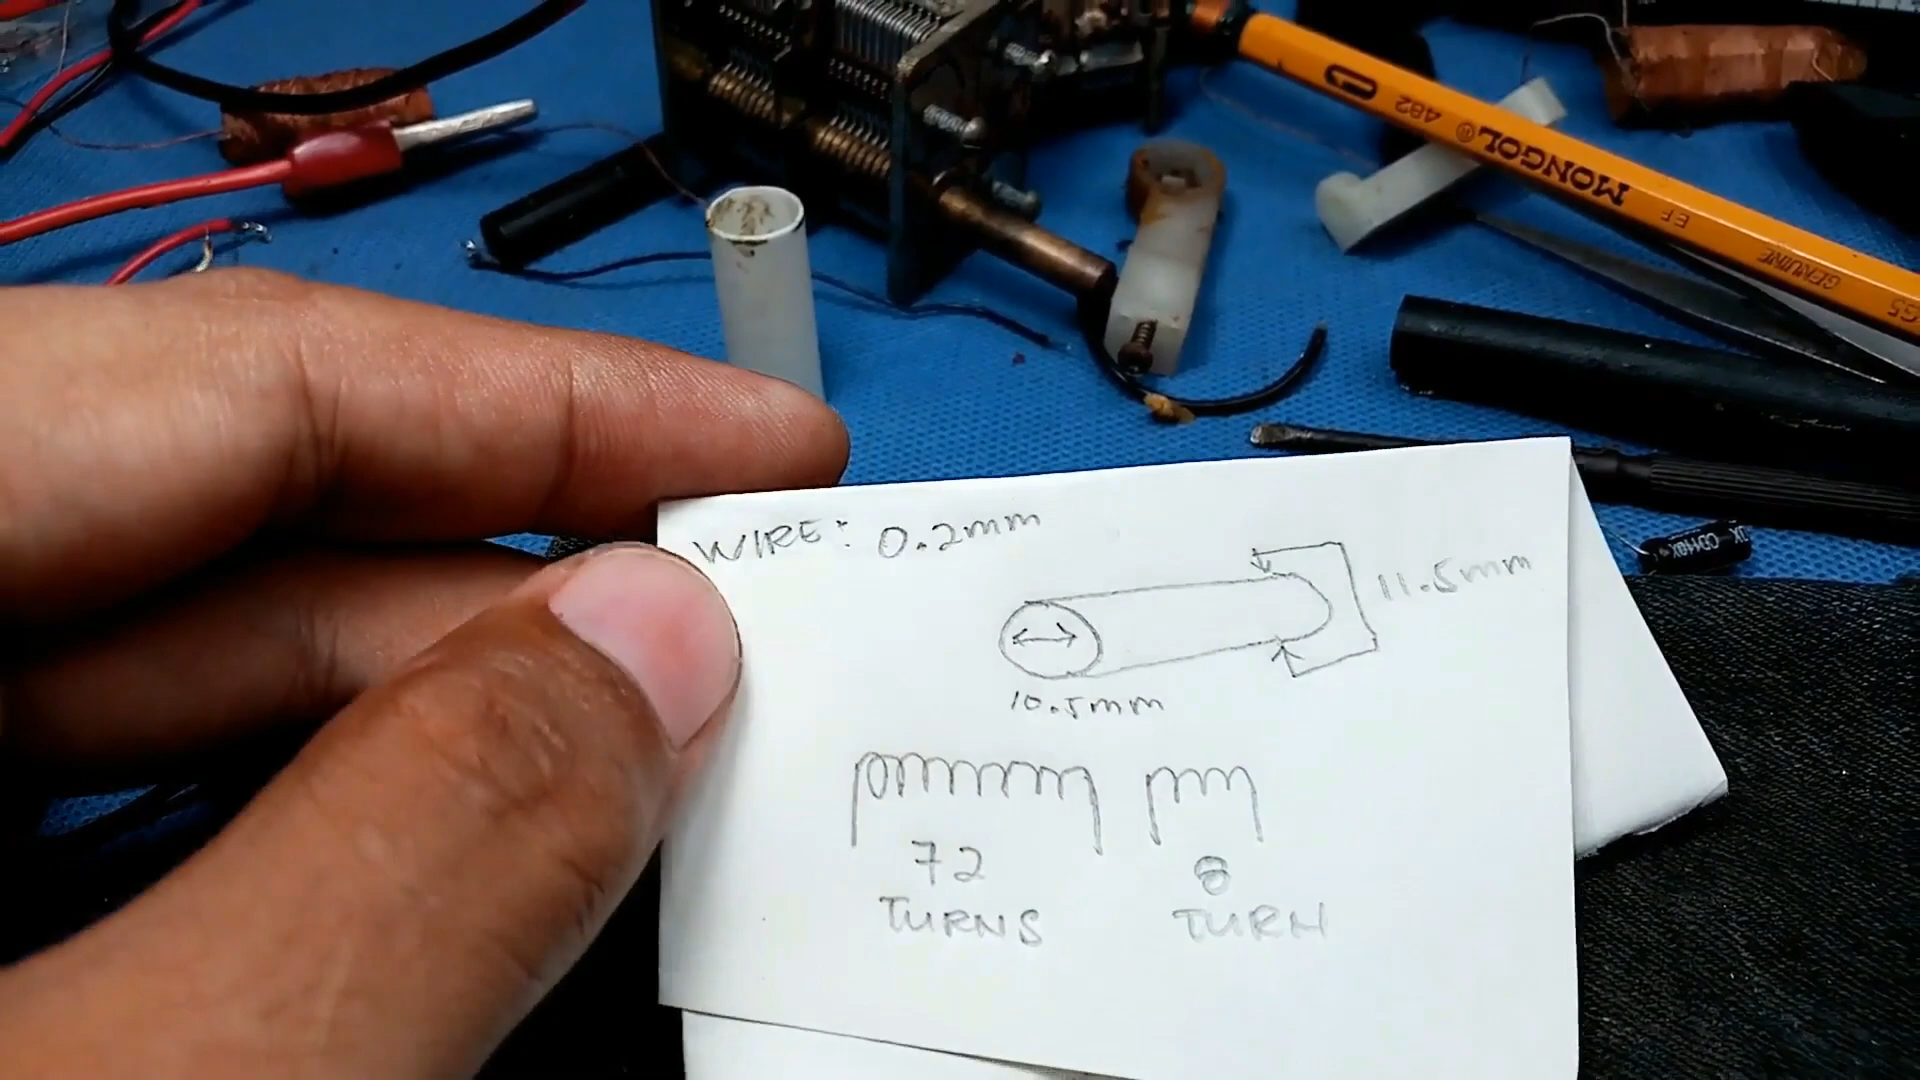 MONGOL® 482
EF
GENUINE
WIRE: 0.2mm
11.5mm
10.5mm
72
TURNS
8
TURN